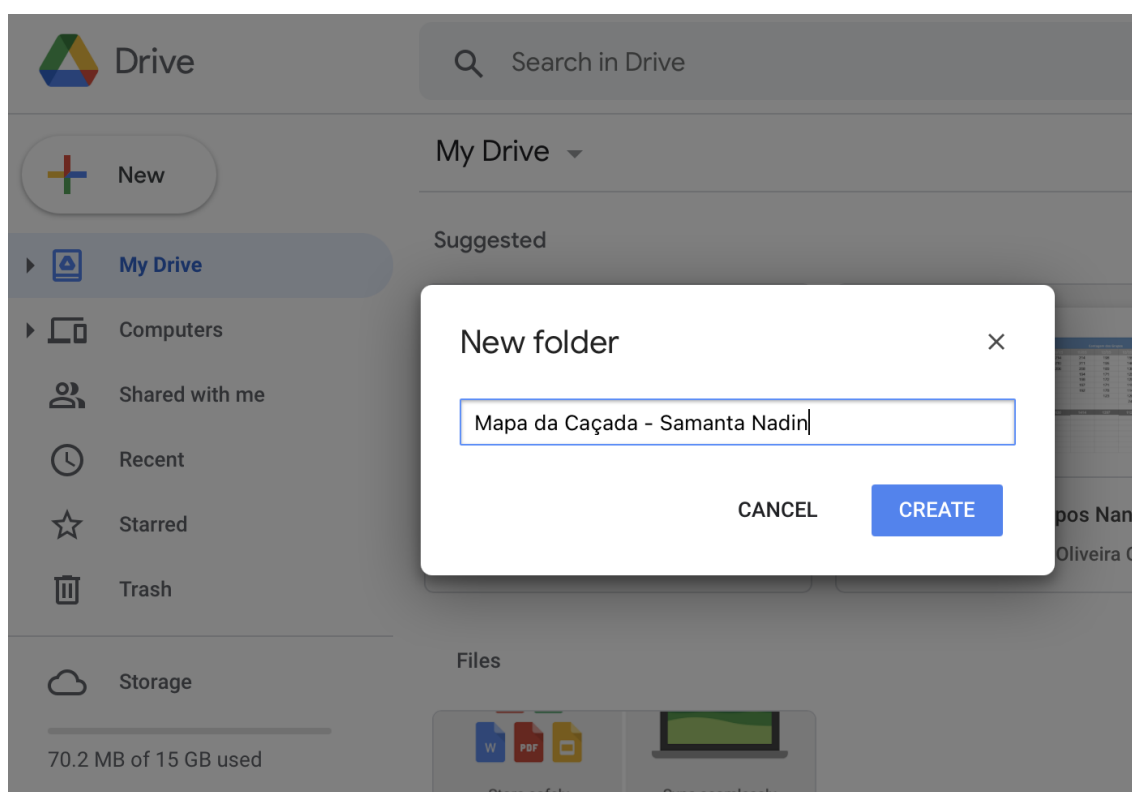 Drive
Search in Drive
New
My Drive
Suggested
My Drive
Computers
Shared with me
Recent
Starred
Trash
Storage
70.2 MB of 15 GB used
New folder
Mapa da Caçada - Samanta Nadin
CANCEL
CREATE
pos Nan
Oliveira
Files
W
PDF